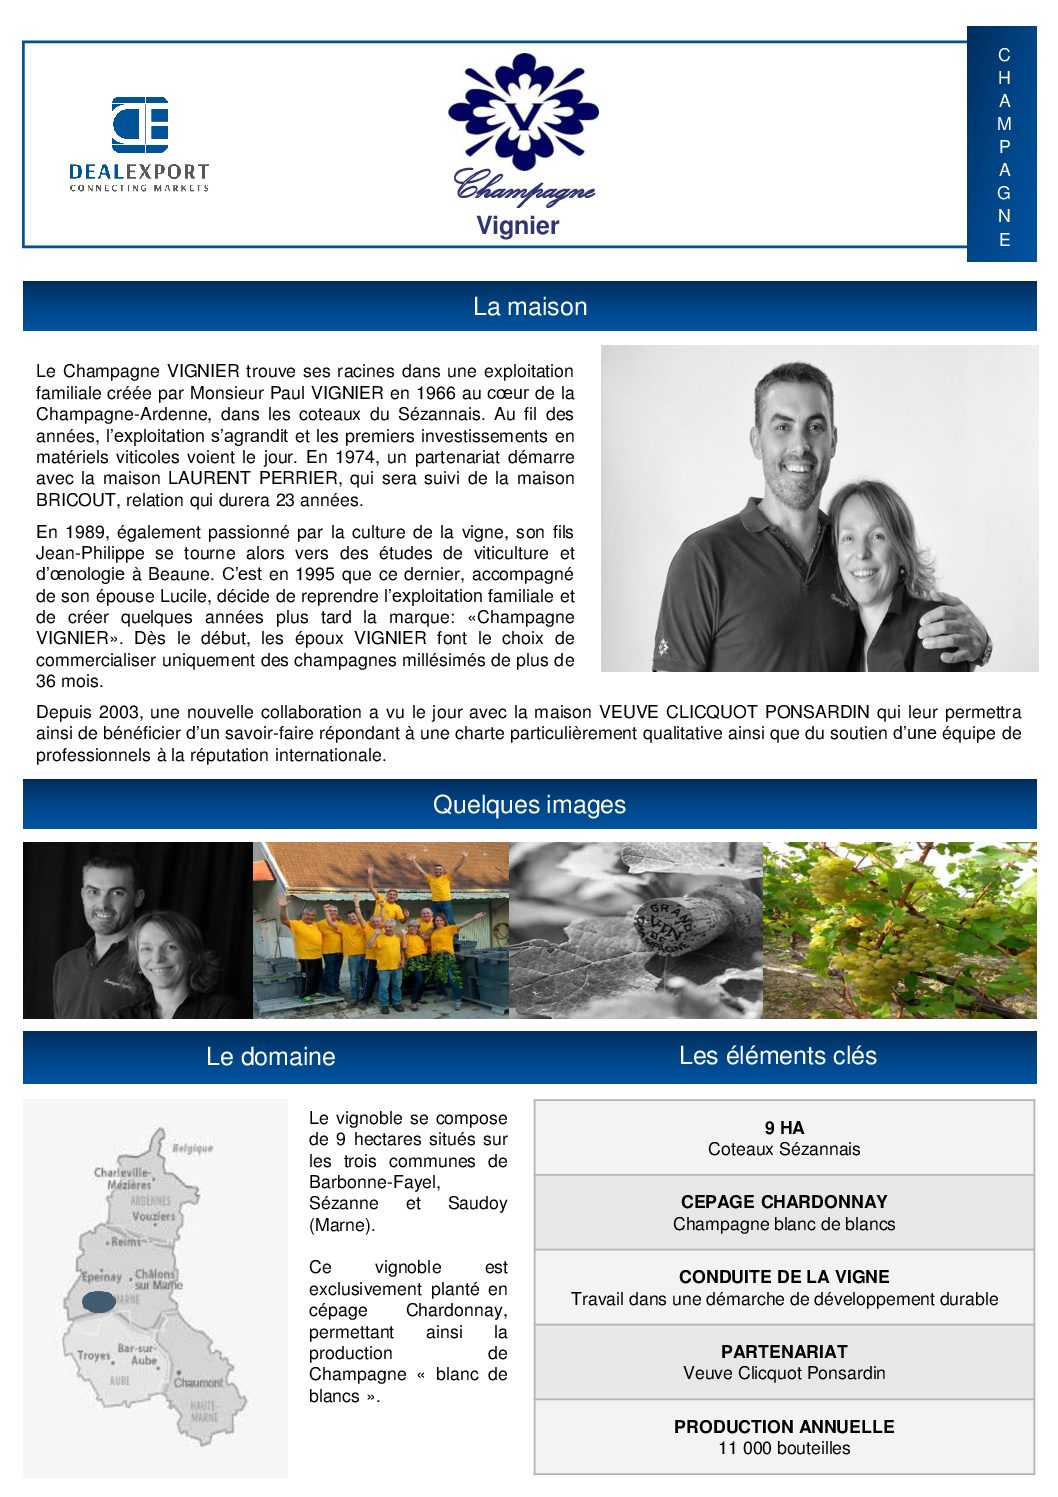 DEALEXPORT
CONNECTING MARKETS
V
Champagne
Vignier
CHAMPAGNE
La maison
Le Champagne VIGNIER trouve ses racines dans une exploitation
familiale créée par Monsieur Paul VIGNIER en 1966 au cœur de la
Champagne-Ardenne, dans les coteaux du Sézannais. Au fil des
années, l’exploitation s’agrandit et les premiers investissements en
matériels viticoles voient le jour. En 1974, un partenariat démarre
avec la maison LAURENT PERRIER, qui sera suivi de la maison
BRICOUT, relation qui durera 23 années.
En 1989, également passionné par la culture de la vigne, son fils
Jean-Philippe se tourne alors vers des études de viticulture et
d’œnologie à Beaune. C’est en 1995 que ce dernier, accompagné
de son épouse Lucile, décide de reprendre l’exploitation familiale et
de créer quelques années plus tard la marque: «Champagne
VIGNIER». Dès le début, les époux VIGNIER font le choix de
commercialiser uniquement des champagnes millésimés de plus de
36 mois.
Depuis 2003, une nouvelle collaboration a vu le jour avec la maison VEUVE CLICQUOT PONSARDIN qui leur permettra
ainsi de bénéficier d’un savoir-faire répondant à une charte particulièrement qualitative ainsi que du soutien d’une équipe de
professionnels à la réputation internationale.
Quelques images
GRAND
VIN
DE
CHAMPAGNE
Le domaine
Les éléments clés
Belgique
Charleville-
Mézières
ARDENNES
Vouziers
Reims
Epernay
Châlons
sur Marne
MARNE
Troyes
Bar-sur-
Aube
AUBE
Chaumont
HAUTE-
MARNE
Le vignoble se compose
de 9 hectares situés sur
les trois communes de
Barbonne-Fayel,
Sézanne et Saudoy
(Marne).
Ce vignoble est
exclusivement planté en
cépage Chardonnay,
permettant ainsi la
production de
Champagne « blanc de
blancs ».
9 HA
Coteaux Sézannais
CEPAGE CHARDONNAY
Champagne blanc de blancs
CONDUITE DE LA VIGNE
Travail dans une démarche de développement durable
PARTENARIAT
Veuve Clicquot Ponsardin
PRODUCTION ANNUELLE
11 000 bouteilles